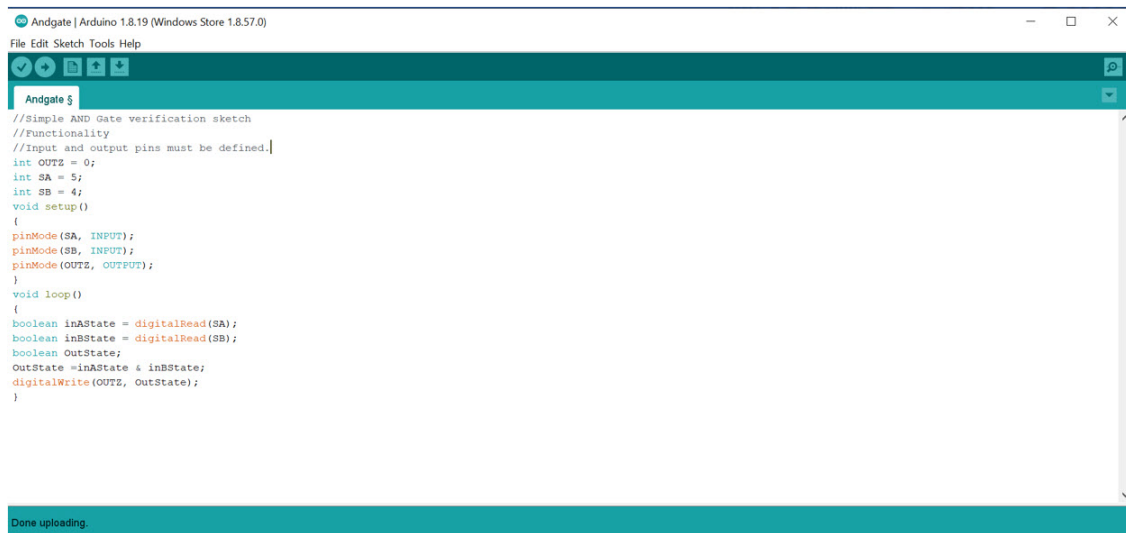 Andgate | Arduino 1.8.19 (Windows Store 1.8.57.0)
File Edit Sketch Tools Help
Andgate §
//Simple AND Gate verification sketch
//Functionality
//Input and output pins must be defined.
int OUTZ = 0;
int SA = 5;
int SB = 4;
void setup()
{
pinMode(SA, INPUT);
pinMode(SB, INPUT);
pinMode(OUTZ, OUTPUT);
}
void loop()
{
boolean inAState = digitalRead(SA);
boolean inBState = digitalRead(SB);
boolean OutState;
OutState =inAState & inBState;
digitalWrite(OUTZ, OutState);
}
Done uploading.